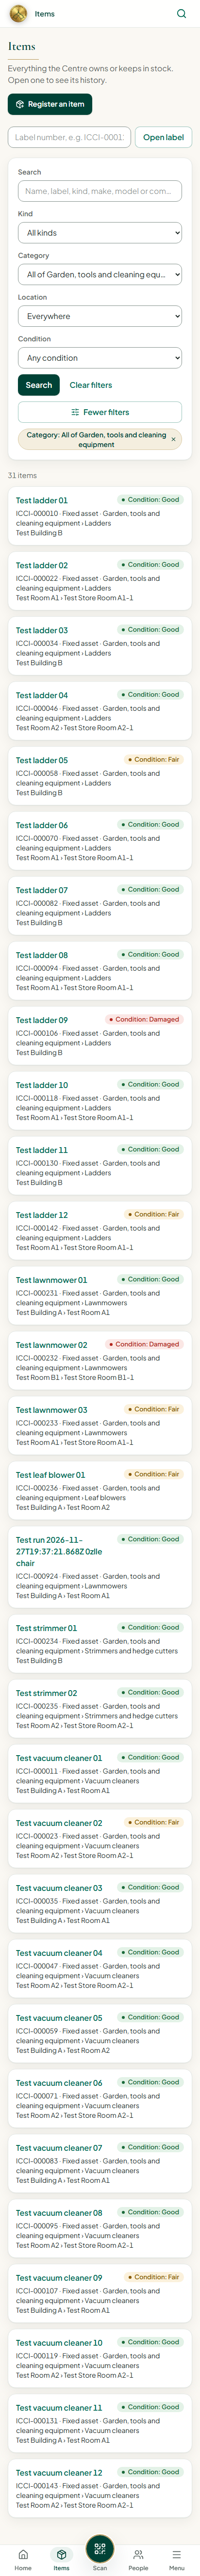 Items
Items
Everything the Centre owns or keeps in stock.
Open one to see its history.
Register an item
Label number, e.g. ICCI-0001
Open label
Search
Name, label, kind, make, model or com…
Kind
All kinds
Category
All of Garden, tools and cleaning equ…
Location
Everywhere
Condition
Any condition
Search
Clear filters
Fewer filters
Category: All of Garden, tools and cleaning
equipment ×
31 items
Test ladder 01
Condition: Good
ICCI-000010 · Fixed asset · Garden, tools and
cleaning equipment › Ladders
Test Building B
Test ladder 02
Condition: Good
ICCI-000022 · Fixed asset · Garden, tools and
cleaning equipment › Ladders
Test Room A1 › Test Store Room A1-1
Test ladder 03
Condition: Good
ICCI-000034 · Fixed asset · Garden, tools and
cleaning equipment › Ladders
Test Building B
Test ladder 04
Condition: Good
ICCI-000046 · Fixed asset · Garden, tools and
cleaning equipment › Ladders
Test Room A2 › Test Store Room A2-1
Test ladder 05
Condition: Fair
ICCI-000058 · Fixed asset · Garden, tools and
cleaning equipment › Ladders
Test Building B
Test ladder 06
Condition: Good
ICCI-000070 · Fixed asset · Garden, tools and
cleaning equipment › Ladders
Test Room A1 › Test Store Room A1-1
Test ladder 07
Condition: Good
ICCI-000082 · Fixed asset · Garden, tools and
cleaning equipment › Ladders
Test Building B
Test ladder 08
Condition: Good
ICCI-000094 · Fixed asset · Garden, tools and
cleaning equipment › Ladders
Test Room A1 › Test Store Room A1-1
Test ladder 09
Condition: Damaged
ICCI-000106 · Fixed asset · Garden, tools and
cleaning equipment › Ladders
Test Building B
Test ladder 10
Condition: Good
ICCI-000118 · Fixed asset · Garden, tools and
cleaning equipment › Ladders
Test Room A1 › Test Store Room A1-1
Test ladder 11
Condition: Good
ICCI-000130 · Fixed asset · Garden, tools and
cleaning equipment › Ladders
Test Building B
Test ladder 12
Condition: Fair
ICCI-000142 · Fixed asset · Garden, tools and
cleaning equipment › Ladders
Test Room A1 › Test Store Room A1-1
Test lawnmower 01
Condition: Good
ICCI-000231 · Fixed asset · Garden, tools and
cleaning equipment › Lawnmowers
Test Building A › Test Room A1
Test lawnmower 02
Condition: Damaged
ICCI-000232 · Fixed asset · Garden, tools and
cleaning equipment › Lawnmowers
Test Room B1 › Test Store Room B1-1
Test lawnmower 03
Condition: Fair
ICCI-000233 · Fixed asset · Garden, tools and
cleaning equipment › Lawnmowers
Test Room A1 › Test Store Room A1-1
Test leaf blower 01
Condition: Fair
ICCI-000236 · Fixed asset · Garden, tools and
cleaning equipment › Leaf blowers
Test Building A › Test Room A2
Test run 2026-11-
27T19:37:21.868Z 0zlle
chair
Condition: Good
ICCI-000924 · Fixed asset · Garden, tools and
cleaning equipment › Lawnmowers
Test Building A › Test Room A1
Test strimmer 01
Condition: Good
ICCI-000234 · Fixed asset · Garden, tools and
cleaning equipment › Strimmers and hedge cutters
Test Building B
Test strimmer 02
Condition: Good
ICCI-000235 · Fixed asset · Garden, tools and
cleaning equipment › Strimmers and hedge cutters
Test Room A2 › Test Store Room A2-1
Test vacuum cleaner 01
Condition: Good
ICCI-000011 · Fixed asset · Garden, tools and
cleaning equipment › Vacuum cleaners
Test Building A › Test Room A1
Test vacuum cleaner 02
Condition: Fair
ICCI-000023 · Fixed asset · Garden, tools and
cleaning equipment › Vacuum cleaners
Test Room A2 › Test Store Room A2-1
Test vacuum cleaner 03
Condition: Good
ICCI-000035 · Fixed asset · Garden, tools and
cleaning equipment › Vacuum cleaners
Test Building A › Test Room A1
Test vacuum cleaner 04
Condition: Good
ICCI-000047 · Fixed asset · Garden, tools and
cleaning equipment › Vacuum cleaners
Test Room A2 › Test Store Room A2-1
Test vacuum cleaner 05
Condition: Good
ICCI-000059 · Fixed asset · Garden, tools and
cleaning equipment › Vacuum cleaners
Test Building A › Test Room A2
Test vacuum cleaner 06
Condition: Good
ICCI-000071 · Fixed asset · Garden, tools and
cleaning equipment › Vacuum cleaners
Test Room A2 › Test Store Room A2-1
Test vacuum cleaner 07
Condition: Good
ICCI-000083 · Fixed asset · Garden, tools and
cleaning equipment › Vacuum cleaners
Test Building A › Test Room A1
Test vacuum cleaner 08
Condition: Good
ICCI-000095 · Fixed asset · Garden, tools and
cleaning equipment › Vacuum cleaners
Test Room A2 › Test Store Room A2-1
Test vacuum cleaner 09
Condition: Fair
ICCI-000107 · Fixed asset · Garden, tools and
cleaning equipment › Vacuum cleaners
Test Building A › Test Room A1
Test vacuum cleaner 10
Condition: Good
ICCI-000119 · Fixed asset · Garden, tools and
cleaning equipment › Vacuum cleaners
Test Room A2 › Test Store Room A2-1
Test vacuum cleaner 11
Condition: Good
ICCI-000131 · Fixed asset · Garden, tools and
cleaning equipment › Vacuum cleaners
Test Building A › Test Room A1
Test vacuum cleaner 12
Condition: Good
ICCI-000143 · Fixed asset · Garden, tools and
cleaning equipment › Vacuum cleaners
Test Room A2 › Test Store Room A2-1
Home
Items
Scan
People
Menu